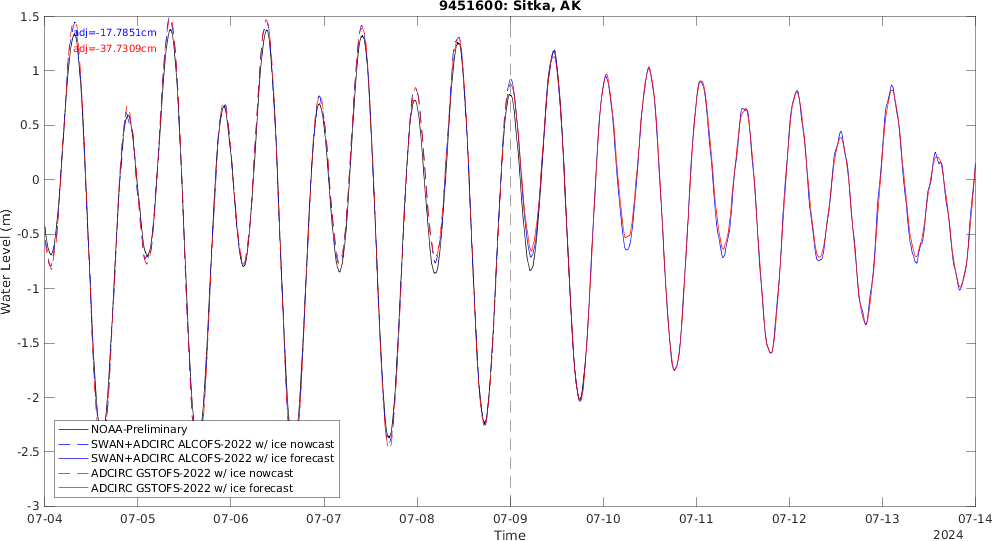 9451600: Sitka, AK
adj=-17.7851cm
adj=-37.7309cm
1.5
1
0.5
0
-0.5
-1
-1.5
-2
-2.5
-3
Water Level (m)
NOAA-Preliminary
SWAN+ADCIRC ALCOFS-2022 w/ ice nowcast
SWAN+ADCIRC ALCOFS-2022 w/ ice forecast
ADCIRC GSTOFS-2022 w/ ice nowcast
ADCIRC GSTOFS-2022 w/ ice forecast
07-04 07-05 07-06 07-07 07-08 07-09 07-10 07-11 07-12 07-13 07-14
Time
2024